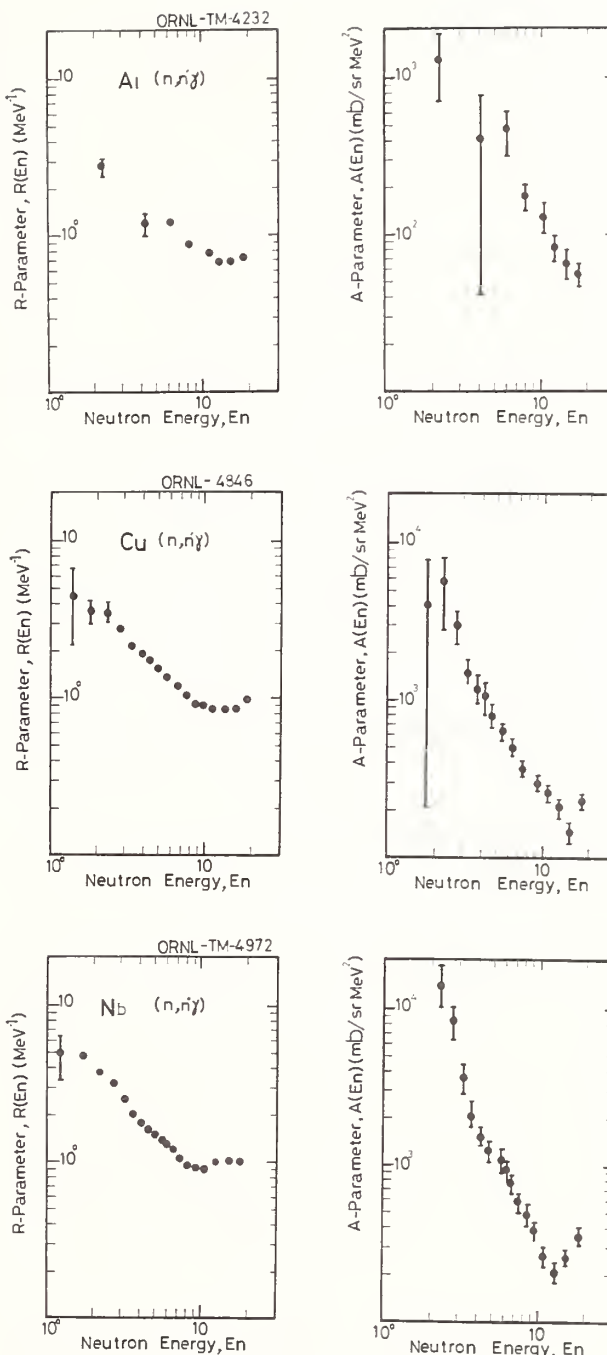 ORNL-TM-4232
Al (n,n'γ)
R-Parameter, R(En) (MeV⁻¹)
10
10⁰
10⁰
10
Neutron Energy, En
A-Parameter, A(En)(mb/sr MeV²)
10³
10²
10⁰
10
Neutron Energy, En
ORNL-4846
Cu (n,n'γ)
R-Parameter, R(En) (MeV⁻¹)
10
10⁰
10⁰
10
Neutron Energy, En
A-Parameter, A(En)(mb/sr MeV²)
10⁴
10³
10⁰
10
Neutron Energy, En
ORNL-TM-4972
Nb (n,n'γ)
R-Parameter, R(En) (MeV⁻¹)
10
10⁰
10⁰
10
Neutron Energy, En
A-Parameter, A(En)(mb/sr MeV²)
10⁴
10³
10⁰
10
Neutron Energy, En